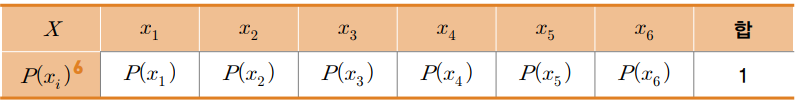 X x₁ x₂ x₃ x₄ x₅ x₆ 합
P(xᵢ)⁶ P(x₁) P(x₂) P(x₃) P(x₄) P(x₅) P(x₆) 1